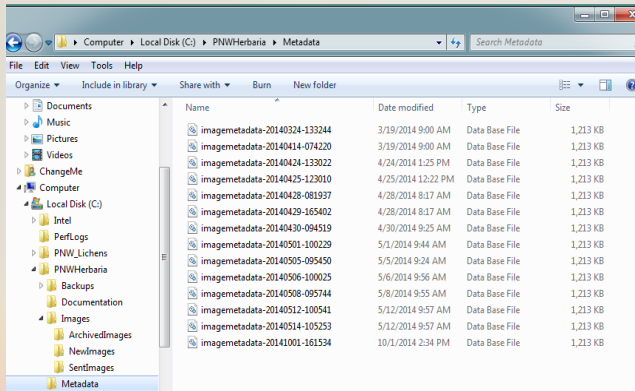 Computer Local Disk (C:) PNWHerbaria Metadata Search Metadata
File Edit View Tools Help
Organize Include in library Share with Burn New folder
Documents
Music
Pictures
Videos
ChangeMe
Computer
Local Disk (C:)
Intel
PerfLogs
PNW_Lichens
PNWHerbaria
Backups
Documentation
Images
ArchivedImages
NewImages
SentImages
Metadata
Name Date modified Type Size
imagemetadata-20140324-133244 3/19/2014 9:00 AM Data Base File 1,213 KB
imagemetadata-20140414-074220 3/19/2014 9:00 AM Data Base File 1,213 KB
imagemetadata-20140424-133022 4/24/2014 1:25 PM Data Base File 1,213 KB
imagemetadata-20140425-123010 4/25/2014 12:22 PM Data Base File 1,213 KB
imagemetadata-20140428-081937 4/28/2014 8:17 AM Data Base File 1,213 KB
imagemetadata-20140429-165402 4/28/2014 8:17 AM Data Base File 1,213 KB
imagemetadata-20140430-094519 4/30/2014 9:25 AM Data Base File 1,213 KB
imagemetadata-20140501-100229 5/1/2014 9:44 AM Data Base File 1,213 KB
imagemetadata-20140505-095450 5/5/2014 9:24 AM Data Base File 1,213 KB
imagemetadata-20140506-100025 5/6/2014 9:56 AM Data Base File 1,213 KB
imagemetadata-20140508-095744 5/8/2014 9:55 AM Data Base File 1,213 KB
imagemetadata-20140512-100541 5/12/2014 9:57 AM Data Base File 1,213 KB
imagemetadata-20140514-105253 5/12/2014 9:57 AM Data Base File 1,213 KB
imagemetadata-20141001-161534 10/1/2014 2:34 PM Data Base File 1,213 KB